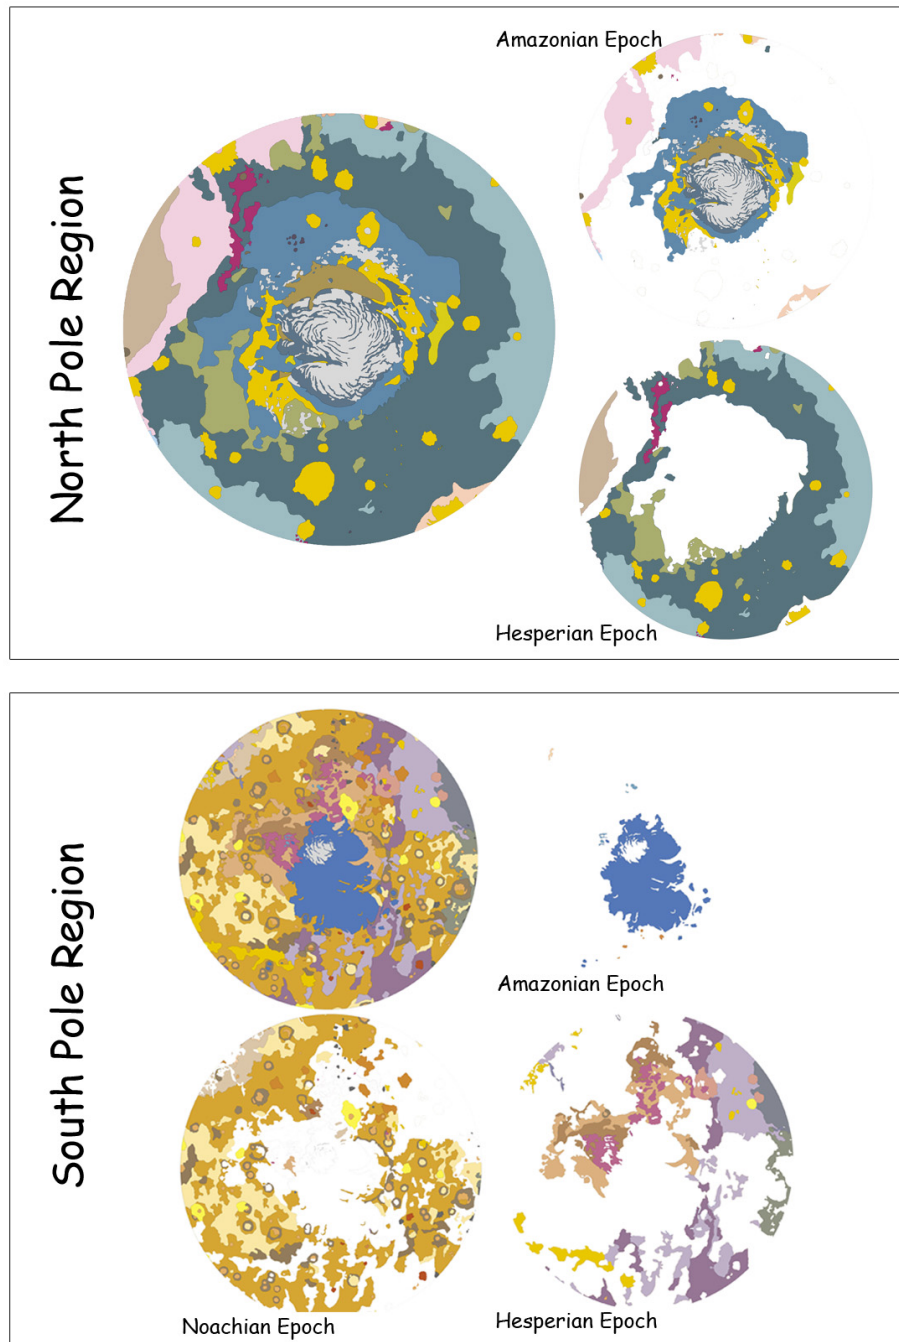 North Pole Region
Amazonian Epoch
Hesperian Epoch
South Pole Region
Amazonian Epoch
Noachian Epoch
Hesperian Epoch